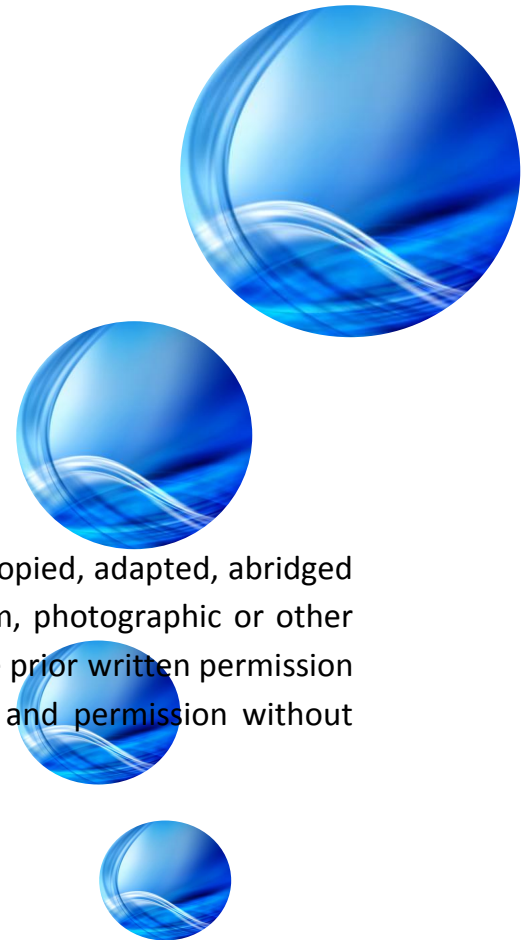 opied, adapted, abridged
m, photographic or other
prior written permission
and permission without